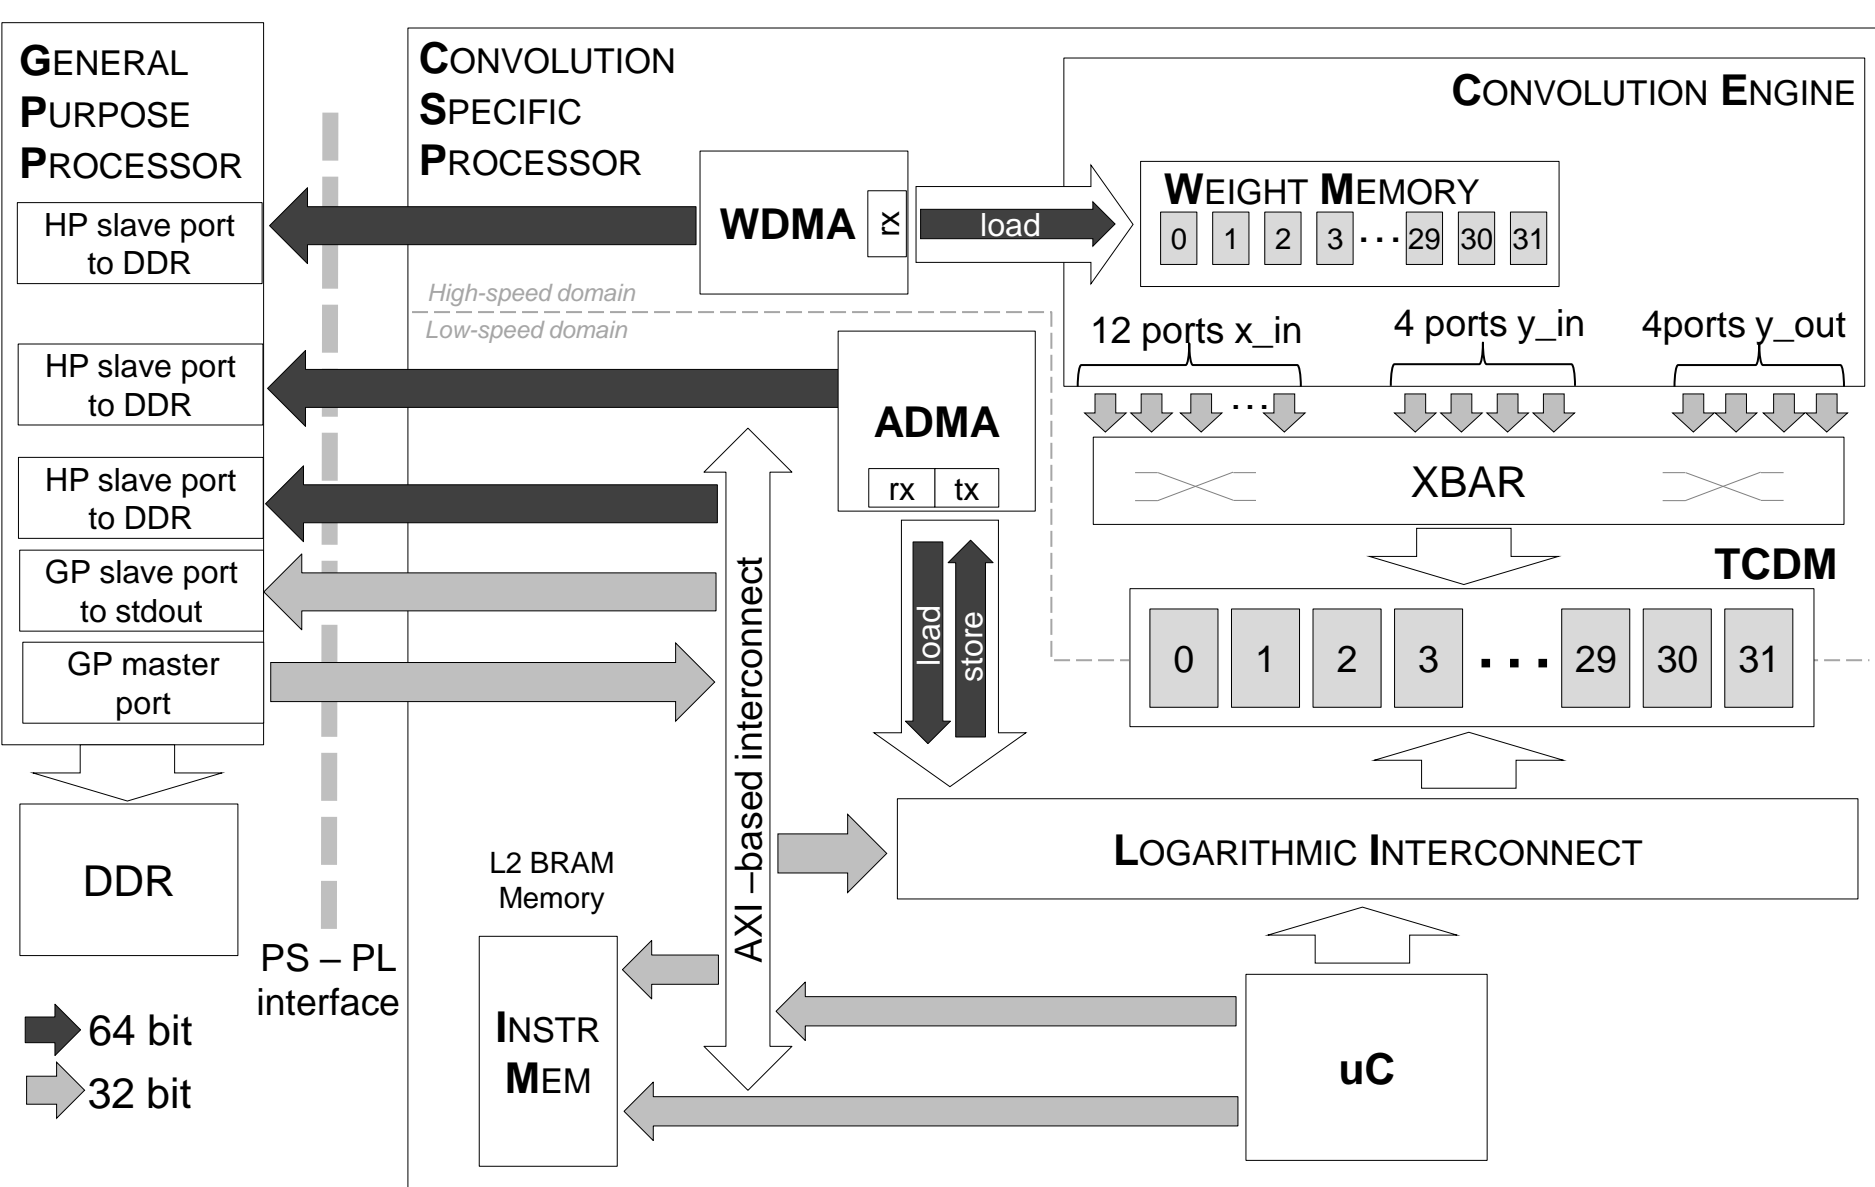 GENERAL
PURPOSE
PROCESSOR
HP slave port
to DDR
HP slave port
to DDR
HP slave port
to DDR
GP slave port
to stdout
GP master
port
DDR
64 bit
32 bit
PS – PL
interface
CONVOLUTION
SPECIFIC
PROCESSOR
WDMA
rx
load
High-speed domain
Low-speed domain
CONVOLUTION ENGINE
WEIGHT MEMORY
0 1 2 3 ... 29 30 31
12 ports x_in
4 ports y_in
4ports y_out
...
ADMA
rx tx
load
store
XBAR
TCDM
0 1 2 3 ... 29 30 31
AXI –based interconnect
LOGARITHMIC INTERCONNECT
L2 BRAM
Memory
INSTR
MEM
uC